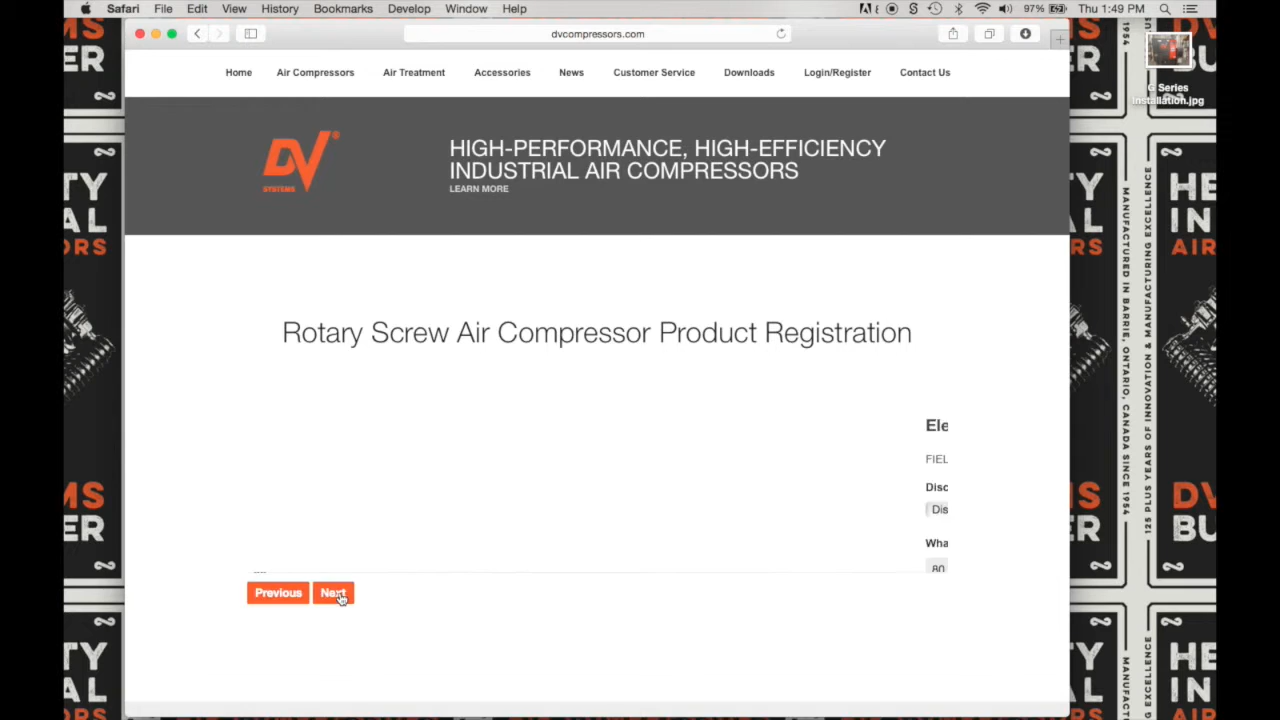 Safari File Edit View History Bookmarks Develop Window Help
97% Thu 1:49 PM
dvcompressors.com
G Series
Installation.jpg
Home Air Compressors Air Treatment Accessories News Customer Service Downloads Login/Register Contact Us
DV®
SYSTEMS
HIGH-PERFORMANCE, HIGH-EFFICIENCY
INDUSTRIAL AIR COMPRESSORS
LEARN MORE
Rotary Screw Air Compressor Product Registration
Ele
FIEL
Disc
Dis
Wha
80
Previous Next
MANUFACTURED IN BARRIE, ONTARIO, CANADA SINCE 1954
125 PLUS YEARS OF INNOVATION & MANUFACTURING EXCELLENCE